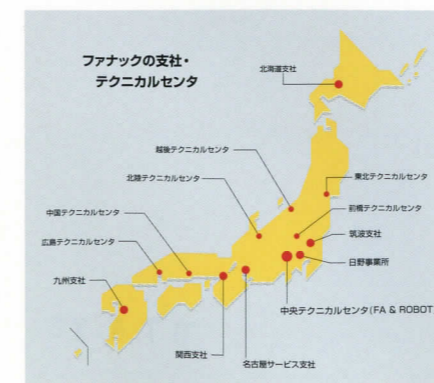 ファナックの支社・
テクニカルセンタ
北海道支社
越後テクニカルセンタ
北陸テクニカルセンタ
東北テクニカルセンタ
中国テクニカルセンタ
前橋テクニカルセンタ
広島テクニカルセンタ
筑波支社
九州支社
日野事業所
中央テクニカルセンタ(FA & ROBOT
関西支社
名古屋サービス支社